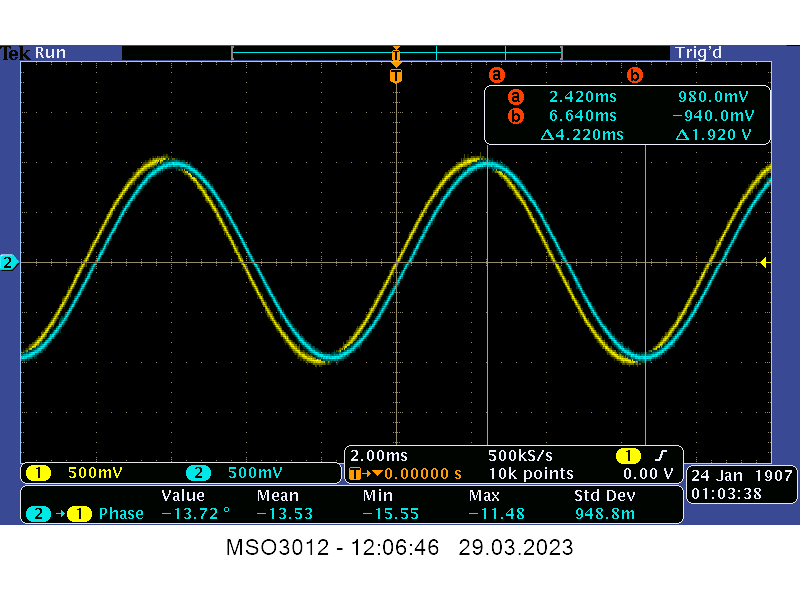 Tek Run Trig'd
T
T a b
a 2.420ms 980.0mV
b 6.640ms −940.0mV
Δ4.220ms Δ1.920 V
2
1 500mV 2 500mV
2.00ms 500kS/s 1
T→▼0.00000 s 10k points 0.00 V
24 Jan 1907
01:03:38
Value Mean Min Max Std Dev
2 →1 Phase −13.72 ° −13.53 −15.55 −11.48 948.8m
MSO3012 - 12:06:46 29.03.2023